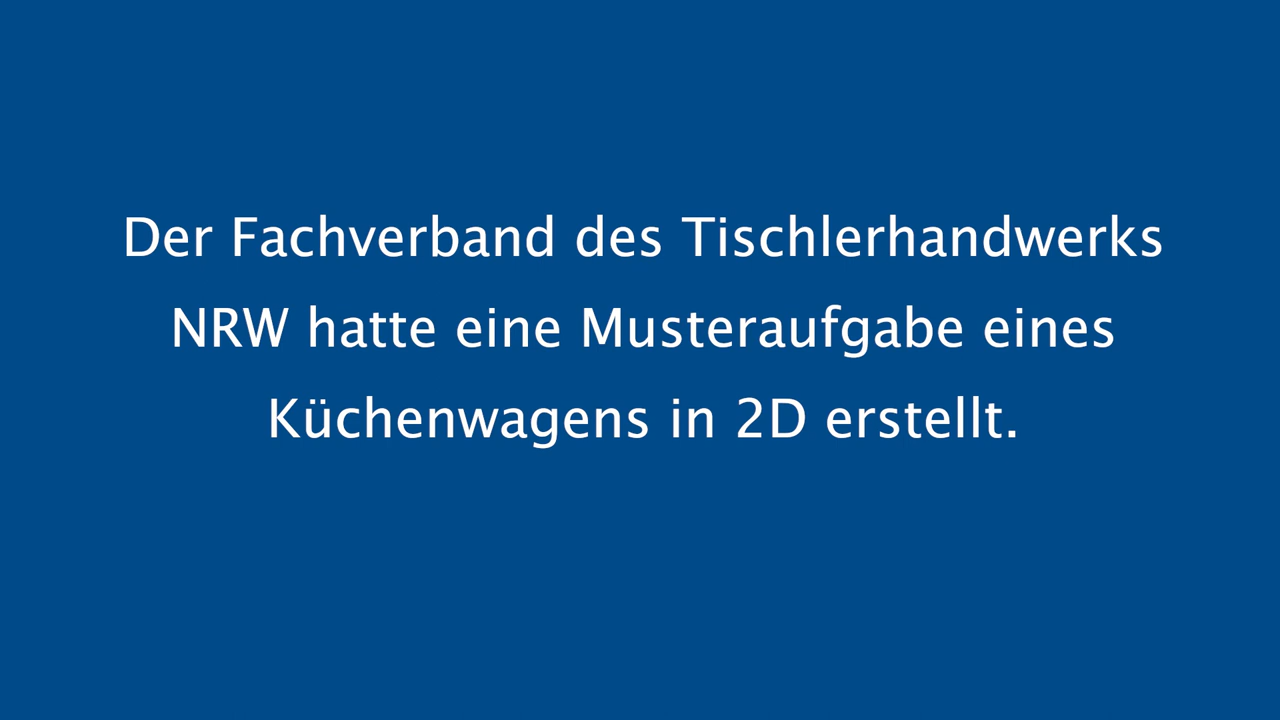 Der Fachverband des Tischlerhandwerks
NRW hatte eine Musteraufgabe eines
Küchenwagens in 2D erstellt.